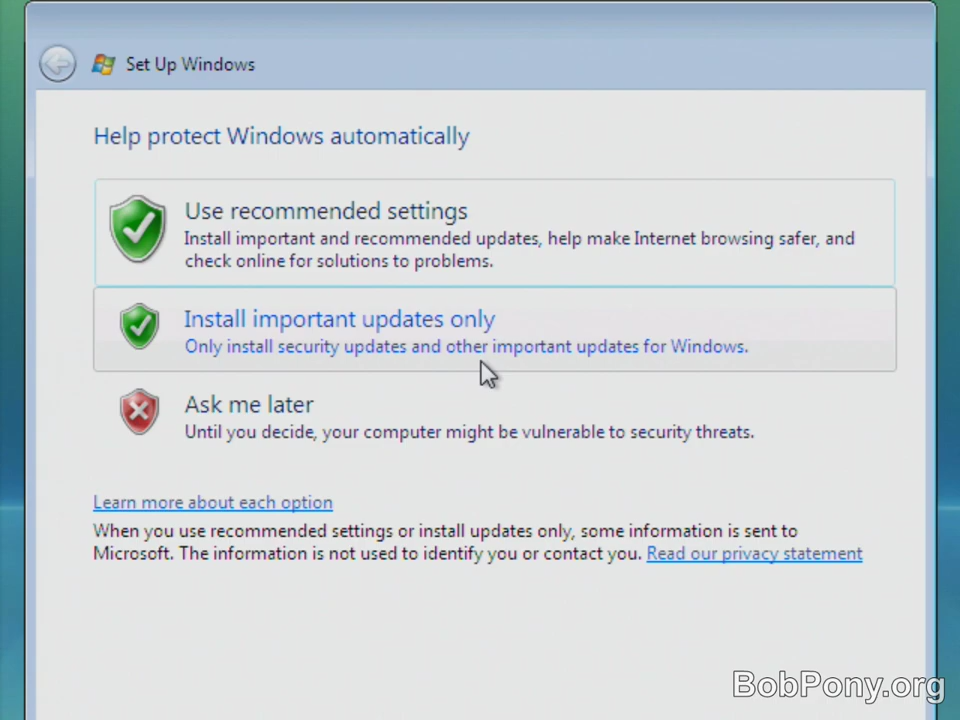 Set Up Windows
Help protect Windows automatically
Use recommended settings
Install important and recommended updates, help make Internet browsing safer, and
check online for solutions to problems.
Install important updates only
Only install security updates and other important updates for Windows.
Ask me later
Until you decide, your computer might be vulnerable to security threats.
Learn more about each option
When you use recommended settings or install updates only, some information is sent to
Microsoft. The information is not used to identify you or contact you. Read our privacy statement
BobPony.org